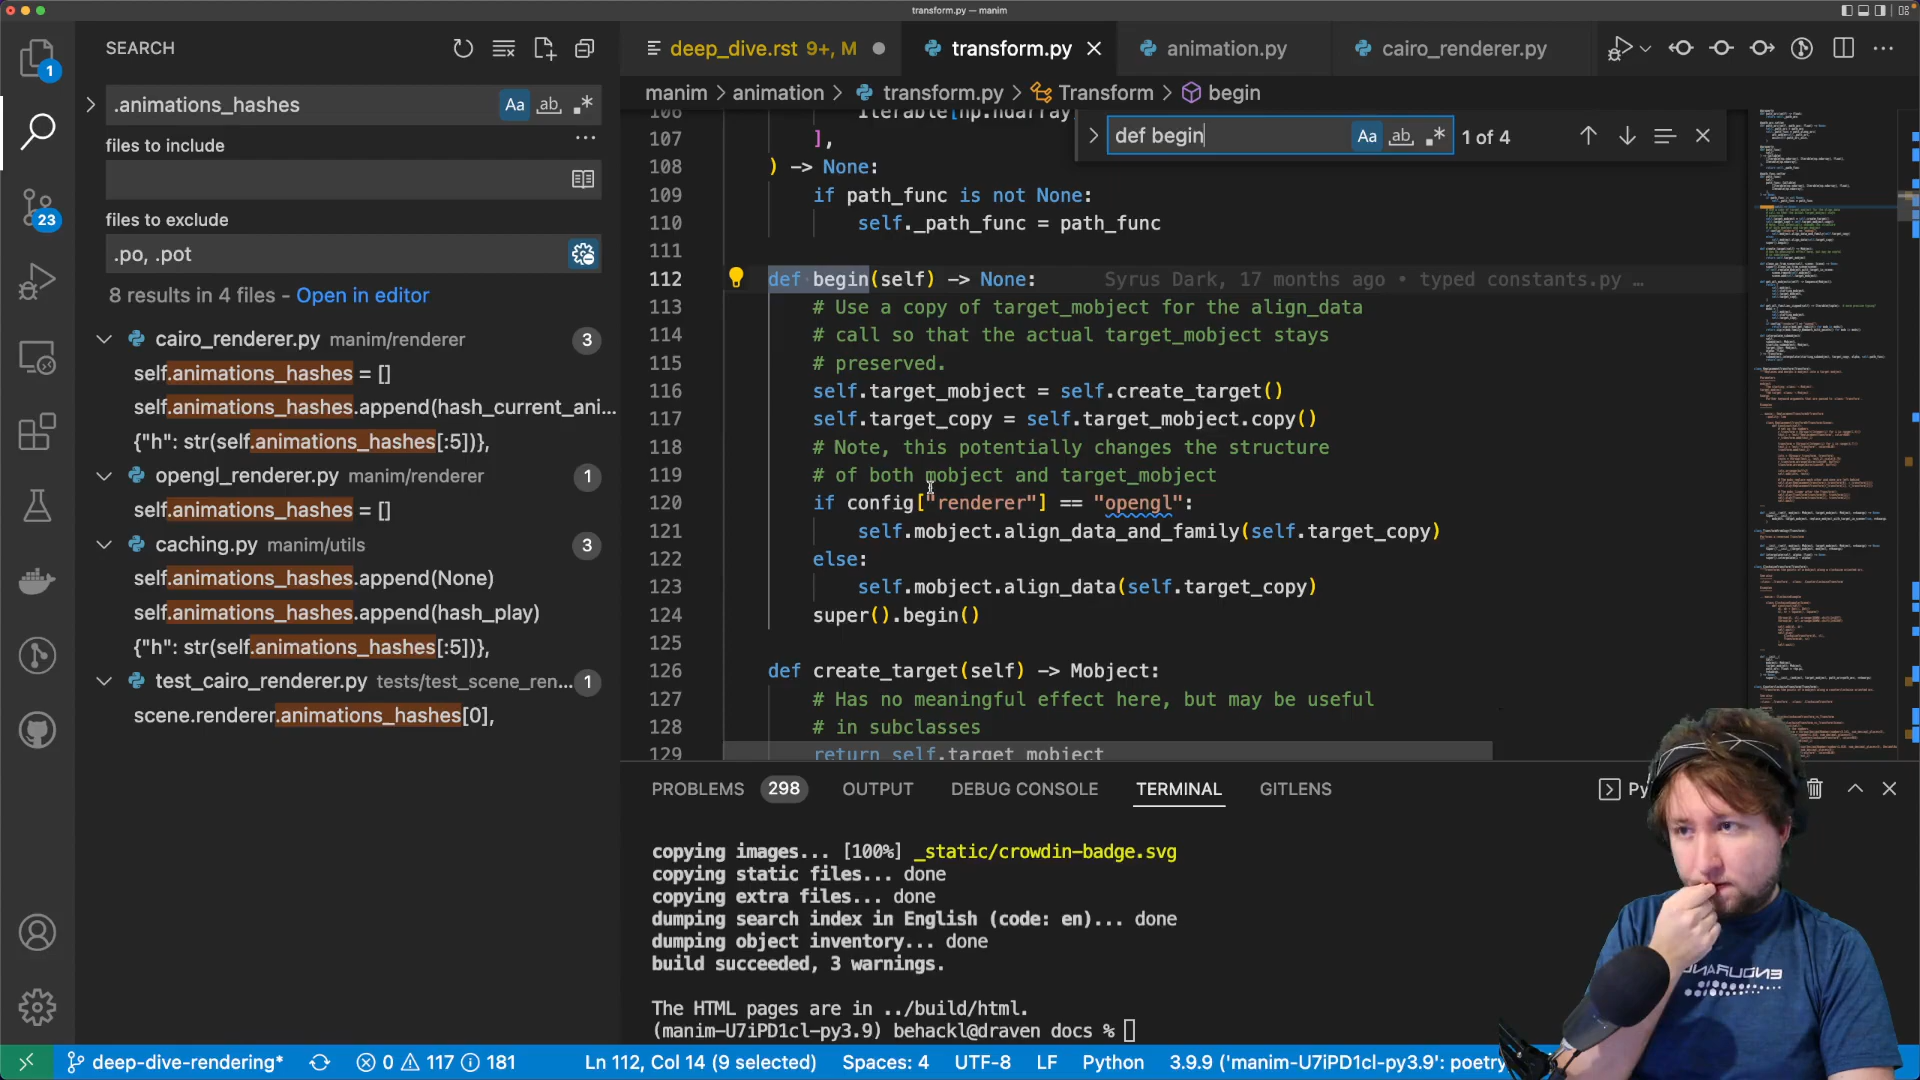 transform.py — manim
SEARCH
.animations_hashes
files to include
files to exclude
.po, .pot
8 results in 4 files - Open in editor
cairo_renderer.py manim/renderer 3
self.animations_hashes = []
self.animations_hashes.append(hash_current_ani...
{"h": str(self.animations_hashes[:5])},
opengl_renderer.py manim/renderer 1
self.animations_hashes = []
caching.py manim/utils 3
self.animations_hashes.append(None)
self.animations_hashes.append(hash_play)
{"h": str(self.animations_hashes[:5])},
test_cairo_renderer.py tests/test_scene_ren... 1
scene.renderer.animations_hashes[0],
1
23
deep_dive.rst 9+, M
transform.py
animation.py
cairo_renderer.py
manim > animation > transform.py > Transform > begin
def begin
Aa
ab
1 of 4
106 Iterable[np.ndarray
107 ],
108 ) -> None:
109 if path_func is not None:
110 self._path_func = path_func
111
112 def begin(self) -> None: Syrus Dark, 17 months ago • typed constants.py …
113 # Use a copy of target_mobject for the align_data
114 # call so that the actual target_mobject stays
115 # preserved.
116 self.target_mobject = self.create_target()
117 self.target_copy = self.target_mobject.copy()
118 # Note, this potentially changes the structure
119 # of both mobject and target_mobject
120 if config["renderer"] == "opengl":
121 self.mobject.align_data_and_family(self.target_copy)
122 else:
123 self.mobject.align_data(self.target_copy)
124 super().begin()
125
126 def create_target(self) -> Mobject:
127 # Has no meaningful effect here, but may be useful
128 # in subclasses
129 return self.target_mobject
PROBLEMS 298 OUTPUT DEBUG CONSOLE TERMINAL GITLENS
copying images... [100%] _static/crowdin-badge.svg
copying static files... done
copying extra files... done
dumping search index in English (code: en)... done
dumping object inventory... done
build succeeded, 3 warnings.
The HTML pages are in ../build/html.
(manim-U7iPD1cl-py3.9) behackl@draven docs %
deep-dive-rendering* 0 117 181 Ln 112, Col 14 (9 selected) Spaces: 4 UTF-8 LF Python 3.9.9 ('manim-U7iPD1cl-py3.9': poetry